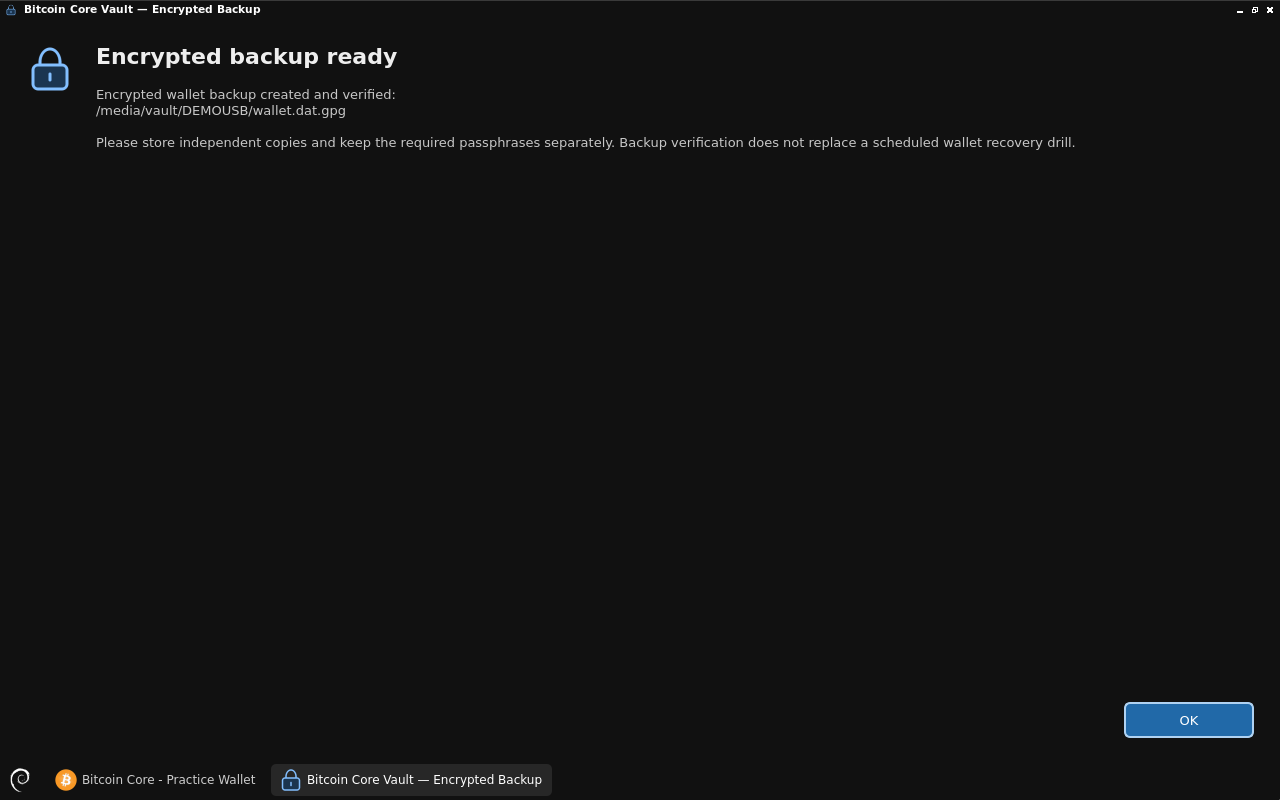 Bitcoin Core Vault — Encrypted Backup
Encrypted backup ready
Encrypted wallet backup created and verified:
/media/vault/DEMOUSB/wallet.dat.gpg
Please store independent copies and keep the required passphrases separately. Backup verification does not replace a scheduled wallet recovery drill.
OK
Bitcoin Core - Practice Wallet
Bitcoin Core Vault — Encrypted Backup